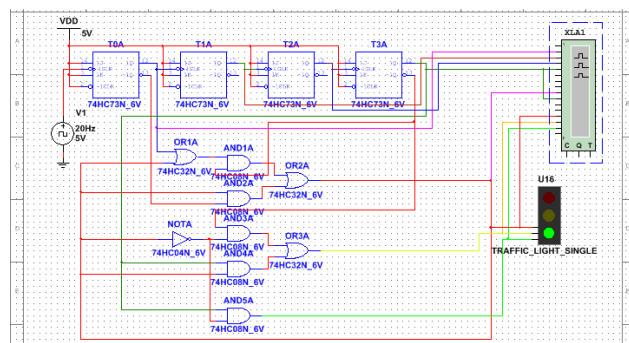 VDD
5V
T0A
T1A
T2A
T3A
XLA1
74HC73N_6V
74HC73N_6V
74HC73N_6V
74HC73N_6V
V1
20Hz
5V
OR1A
74HC32N_6V
AND1A
74HC08N_6V
OR2A
74HC32N_6V
AND2A
74HC08N_6V
C Q T
U16
TRAFFIC_LIGHT_SINGLE
NOTA
74HC04N_6V
AND3A
74HC08N_6V
OR3A
74HC32N_6V
AND4A
74HC08N_6V
AND5A
74HC08N_6V